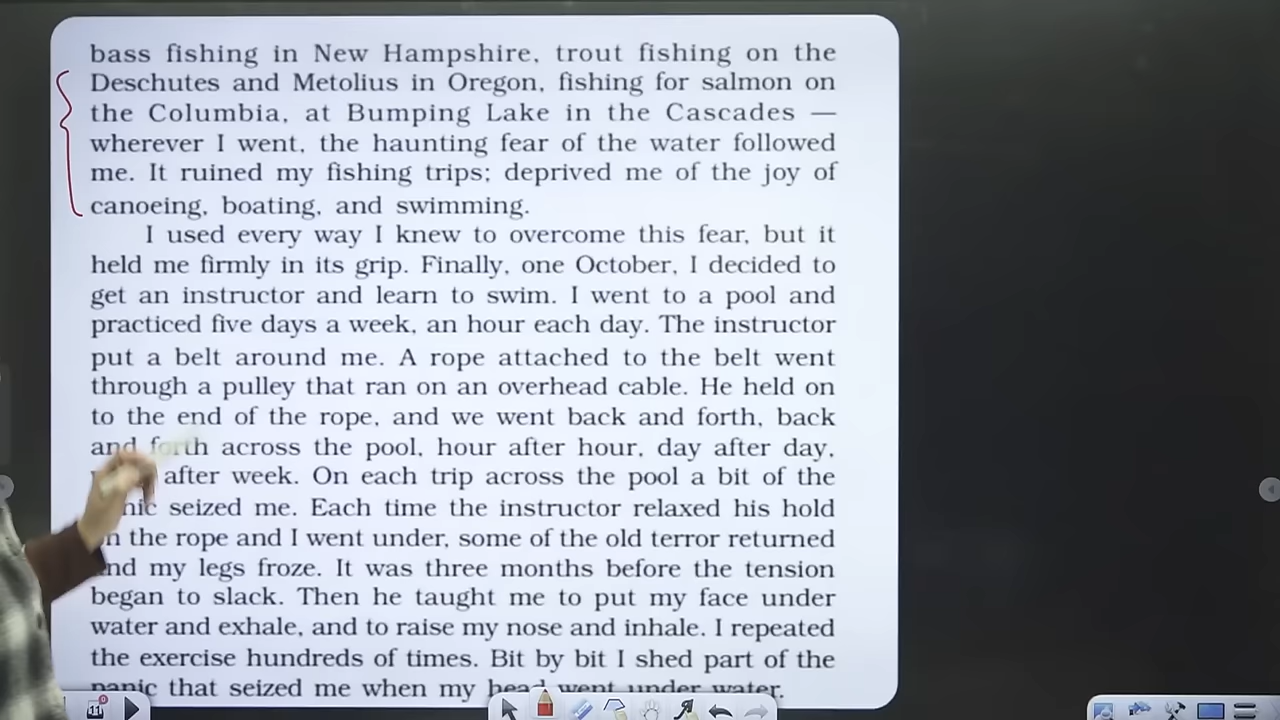 bass fishing in New Hampshire, trout fishing on the
Deschutes and Metolius in Oregon, fishing for salmon on
the Columbia, at Bumping Lake in the Cascades —
wherever I went, the haunting fear of the water followed
me. It ruined my fishing trips; deprived me of the joy of
canoeing, boating, and swimming.
I used every way I knew to overcome this fear, but it
held me firmly in its grip. Finally, one October, I decided to
get an instructor and learn to swim. I went to a pool and
practiced five days a week, an hour each day. The instructor
put a belt around me. A rope attached to the belt went
through a pulley that ran on an overhead cable. He held on
to the end of the rope, and we went back and forth, back
and forth across the pool, hour after hour, day after day,
after week. On each trip across the pool a bit of the
seized me. Each time the instructor relaxed his hold
the rope and I went under, some of the old terror returned
and my legs froze. It was three months before the tension
began to slack. Then he taught me to put my face under
water and exhale, and to raise my nose and inhale. I repeated
the exercise hundreds of times. Bit by bit I shed part of the
panic that seized me when my head went under water.